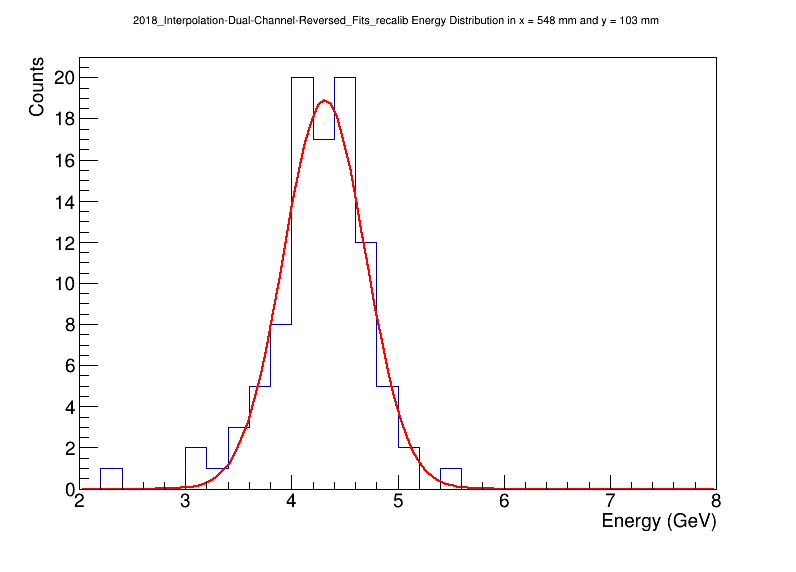 2018_Interpolation-Dual-Channel-Reversed_Fits_recalib Energy Distribution in x = 548 mm and y = 103 mm
Counts
20
18
16
14
12
10
8
6
4
2
0
2 3 4 5 6 7 8
Energy (GeV)